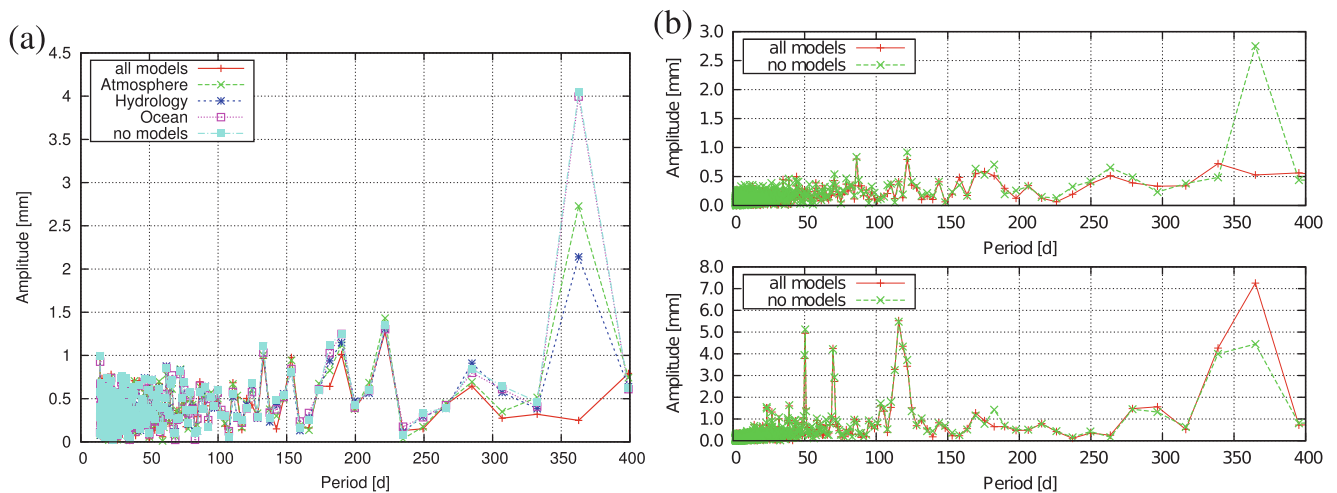 (a)
4.5
4
3.5
3
2.5
2
1.5
1
0.5
0
Amplitude [mm]
all models
Atmosphere
Hydrology
Ocean
no models
0 50 100 150 200 250 300 350 400
Period [d]
(b)
3.0
2.5
2.0
1.5
1.0
0.5
0.0
Amplitude [mm]
all models
no models
0 50 100 150 200 250 300 350 400
Period [d]
8.0
7.0
6.0
5.0
4.0
3.0
2.0
1.0
0.0
Amplitude [mm]
all models
no models
0 50 100 150 200 250 300 350 400
Period [d]